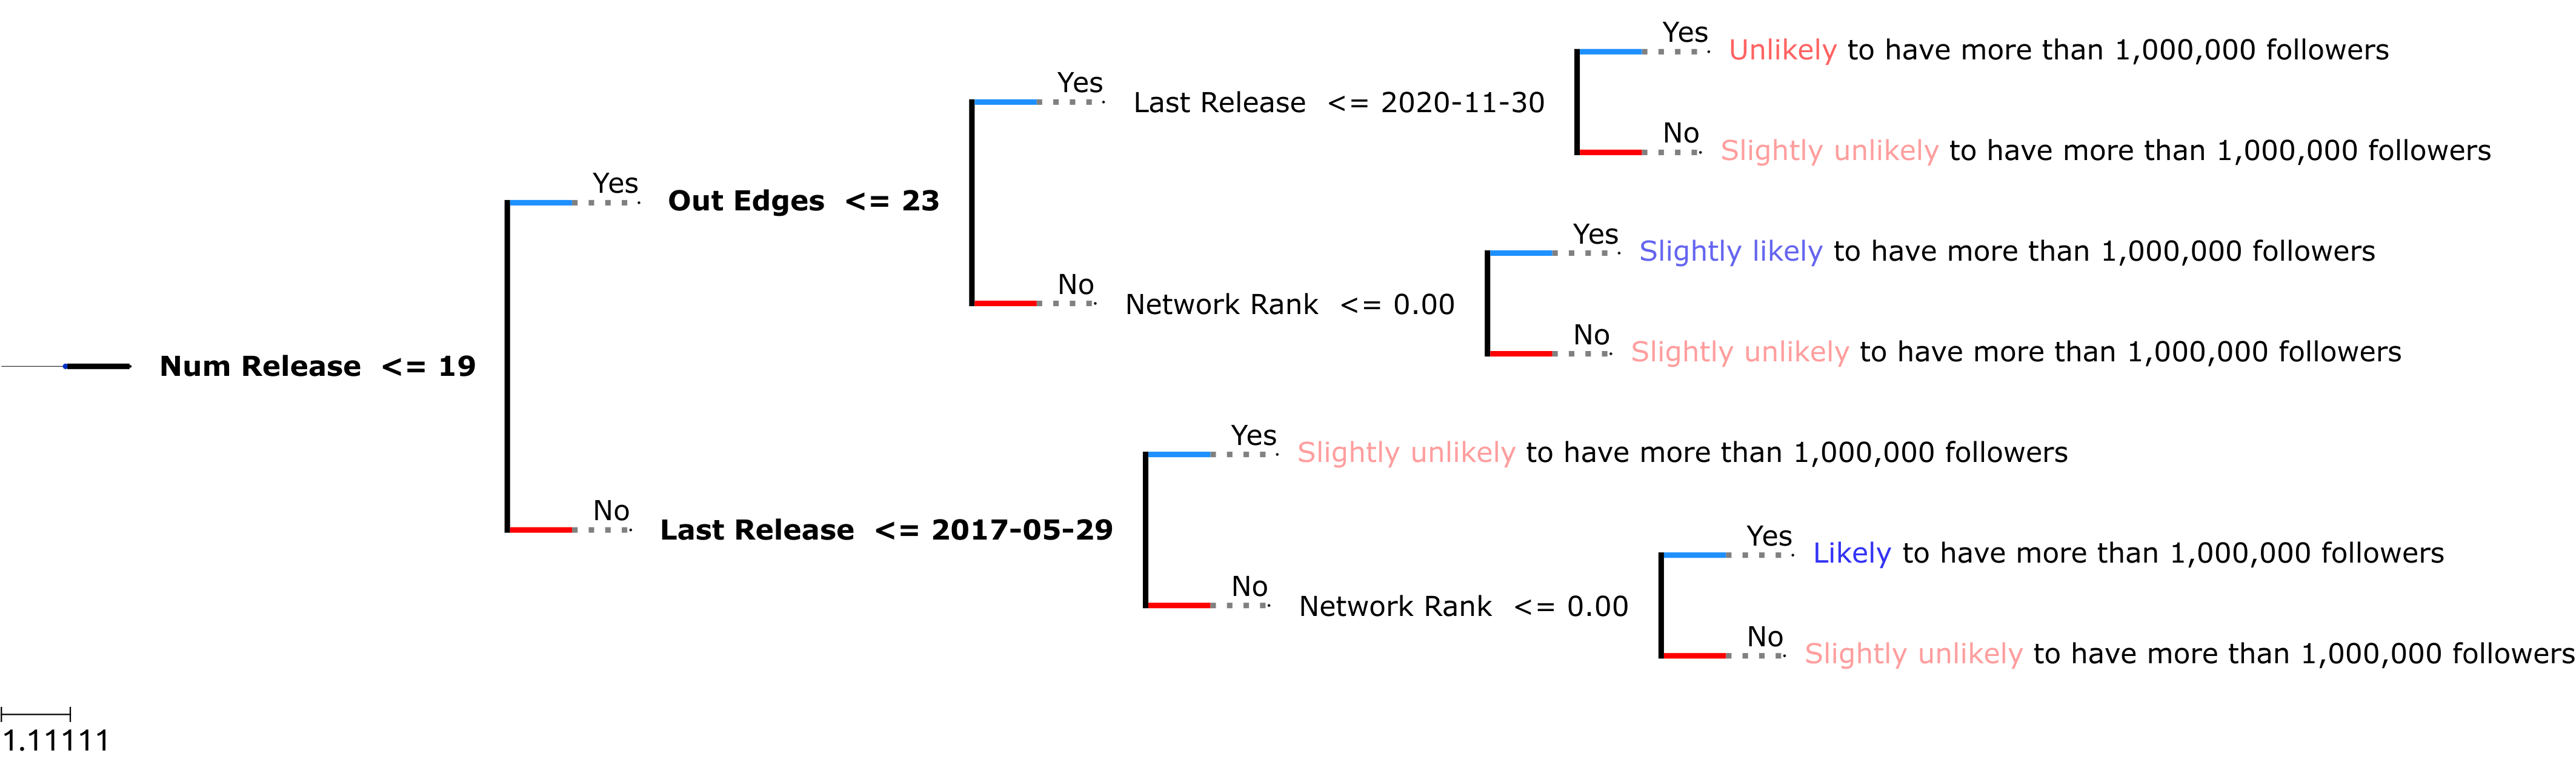 Yes
Unlikely to have more than 1,000,000 followers
Yes
Last Release <= 2020-11-30
No
Slightly unlikely to have more than 1,000,000 followers
Yes
Out Edges <= 23
Yes
Slightly likely to have more than 1,000,000 followers
No
Network Rank <= 0.00
No
Slightly unlikely to have more than 1,000,000 followers
Num Release <= 19
Yes
Slightly unlikely to have more than 1,000,000 followers
No
Last Release <= 2017-05-29
Yes
Likely to have more than 1,000,000 followers
No
Network Rank <= 0.00
No
Slightly unlikely to have more than 1,000,000 followers
1.11111